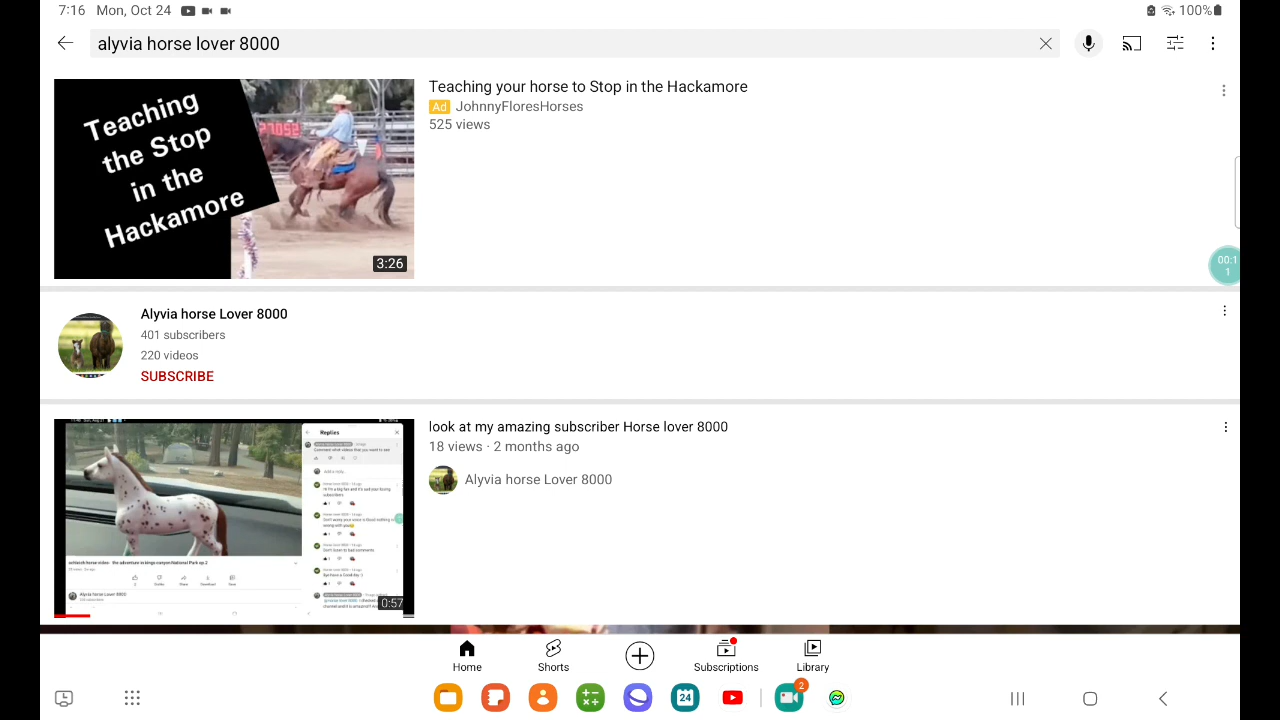 7:16 Mon, Oct 24
100%
alyvia horse lover 8000
Teaching
the Stop
in the
Hackamore
3:26
Teaching your horse to Stop in the Hackamore
Ad JohnnyFloresHorses
525 views
00:1
1
Alyvia horse Lover 8000
401 subscribers
220 videos
SUBSCRIBE
Replies
0:57
look at my amazing subscriber Horse lover 8000
18 views · 2 months ago
Alyvia horse Lover 8000
Home
Shorts
Subscriptions
Library
24
2